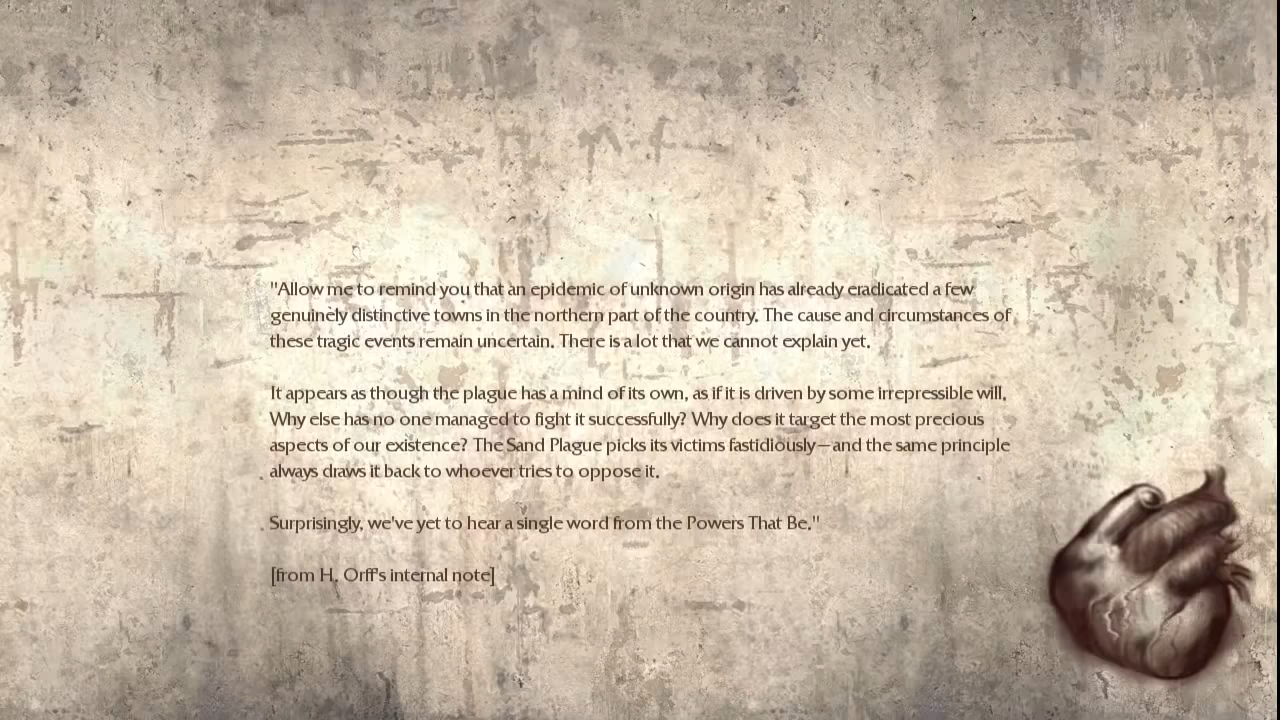 "Allow me to remind you that an epidemic of unknown origin has already eradicated a few
genuinely distinctive towns in the northern part of the country. The cause and circumstances of
these tragic events remain uncertain. There is a lot that we cannot explain yet.
It appears as though the plague has a mind of its own, as if it is driven by some irrepressible will.
Why else has no one managed to fight it successfully? Why does it target the most precious
aspects of our existence? The Sand Plague picks its victims fastidiously—and the same principle
always draws it back to whoever tries to oppose it.
Surprisingly, we've yet to hear a single word from the Powers That Be."
[from H. Orff's internal note]